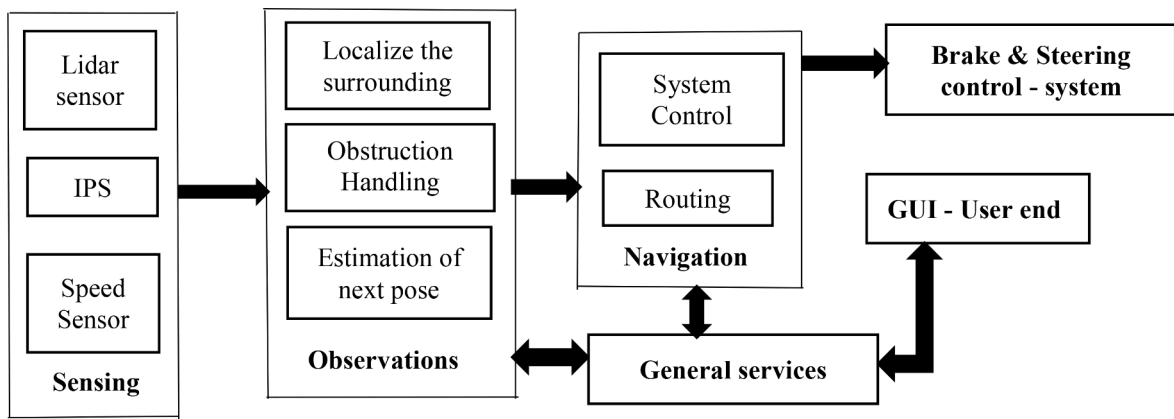 Lidar
sensor
IPS
Speed
Sensor
Sensing
Localize the
surrounding
Obstruction
Handling
Estimation of
next pose
Observations
System
Control
Routing
Navigation
General services
Brake & Steering
control - system
GUI - User end